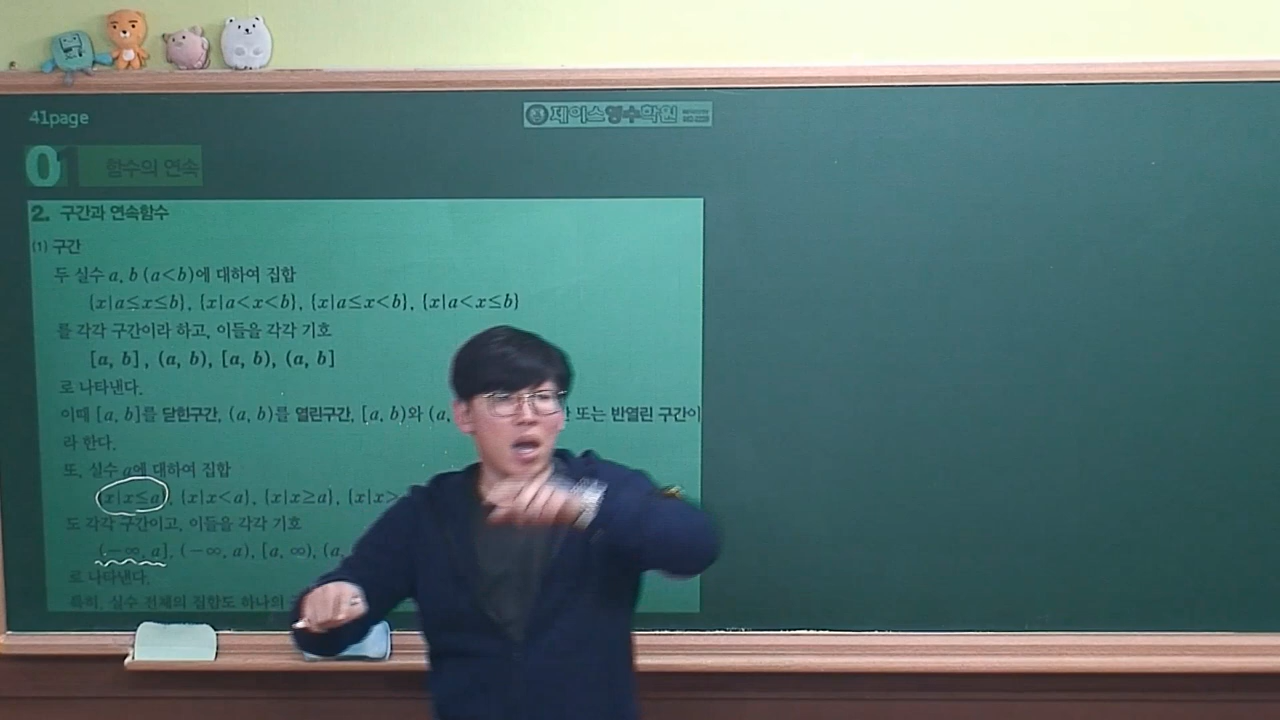 41page
제이스영수학원
01 함수의 연속
2. 구간과 연속함수
(1) 구간
두 실수 a, b (a<b)에 대하여 집합
{x|a≤x≤b}, {x|a<x<b}, {x|a≤x<b}, {x|a<x≤b}
를 각각 구간이라 하고, 이들을 각각 기호
[a, b], (a, b), [a, b), (a, b]
로 나타낸다.
이때 [a, b]를 닫힌구간, (a, b)를 열린구간, [a, b)와 (a, 또는 반열린 구간이
라 한다.
또, 실수 a에 대하여 집합
{x|x≤a}, {x|x<a}, {x|x≥a}, {x|x>
도 각각 구간이고, 이들을 각각 기호
(-∞, a], (-∞, a), [a, ∞), (a,
로 나타낸다.
특히, 실수 전체의 집합도 하나의